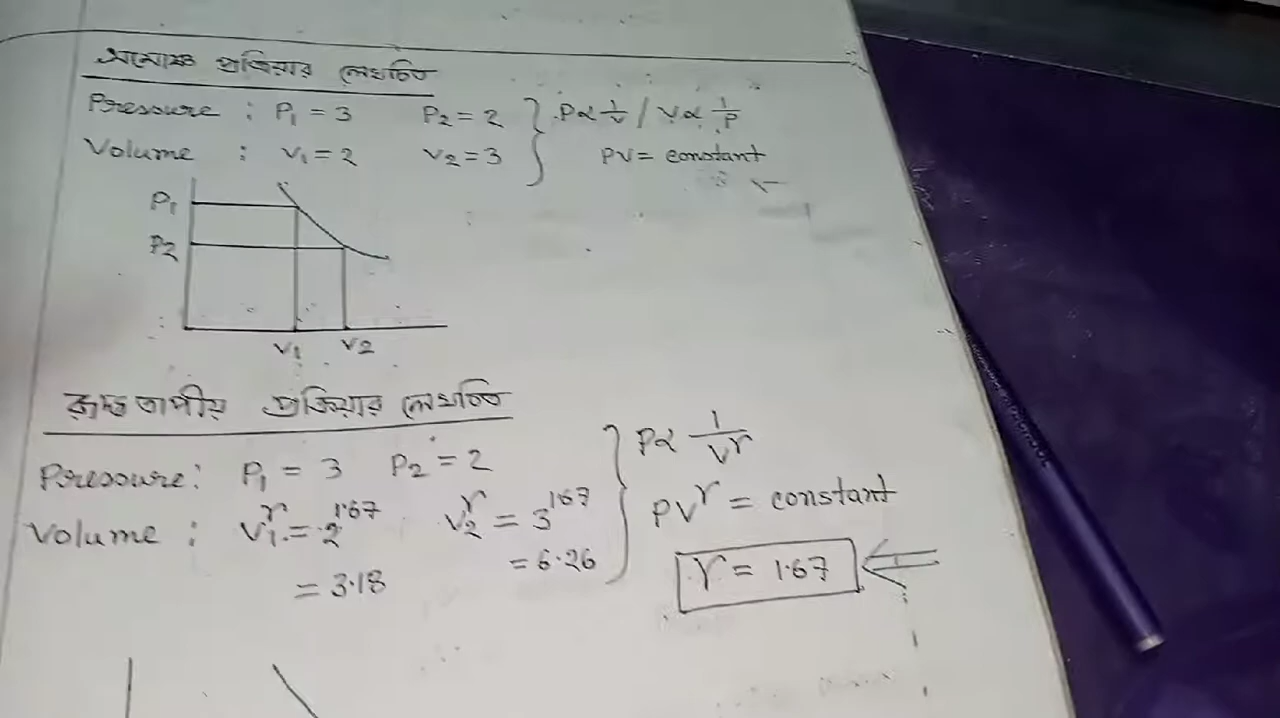 সমোষ্ণ প্রক্রিয়ার লেখচিত্র
Pressure : P₁ = 3 P₂ = 2 } P∝ 1/V / V∝ 1/P
Volume : V₁ = 2 V₂ = 3 } PV = constant
P₁
P₂
V₁ V₂
রুদ্ধতাপীয় প্রক্রিয়ার লেখচিত্র
Pressure: P₁ = 3 P₂ = 2 } P∝ 1/V^γ
Volume : V₁^γ = 2^1.67 V₂^γ = 3^1.67 } PV^γ = constant
= 3.18 = 6.26 γ = 1.67